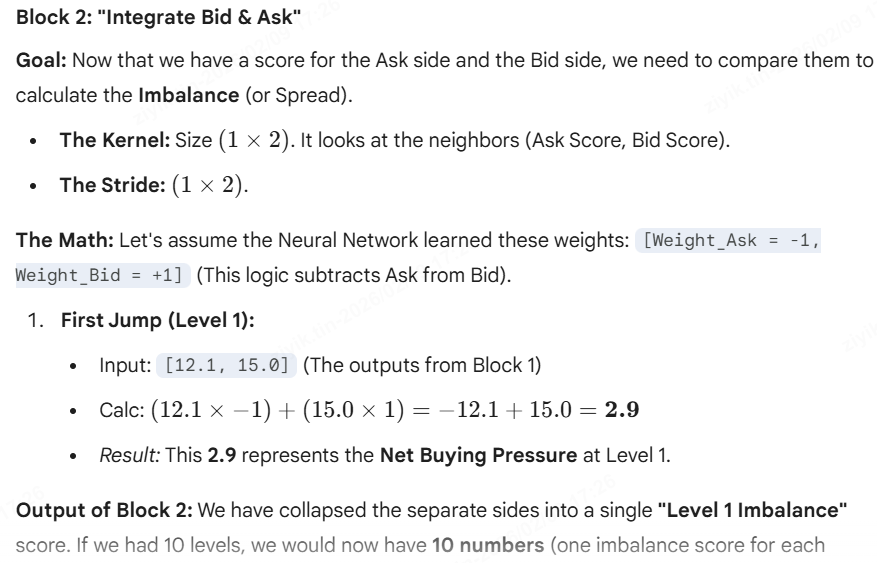 Block 2: "Integrate Bid & Ask"
Goal: Now that we have a score for the Ask side and the Bid side, we need to compare them to
calculate the Imbalance (or Spread).
• The Kernel: Size (1 × 2). It looks at the neighbors (Ask Score, Bid Score).
• The Stride: (1 × 2).
The Math: Let's assume the Neural Network learned these weights: [Weight_Ask = -1,
Weight_Bid = +1] (This logic subtracts Ask from Bid).
1. First Jump (Level 1):
• Input: [12.1, 15.0] (The outputs from Block 1)
• Calc: (12.1 × −1) + (15.0 × 1) = −12.1 + 15.0 = 2.9
• Result: This 2.9 represents the Net Buying Pressure at Level 1.
Output of Block 2: We have collapsed the separate sides into a single "Level 1 Imbalance"
score. If we had 10 levels, we would now have 10 numbers (one imbalance score for each